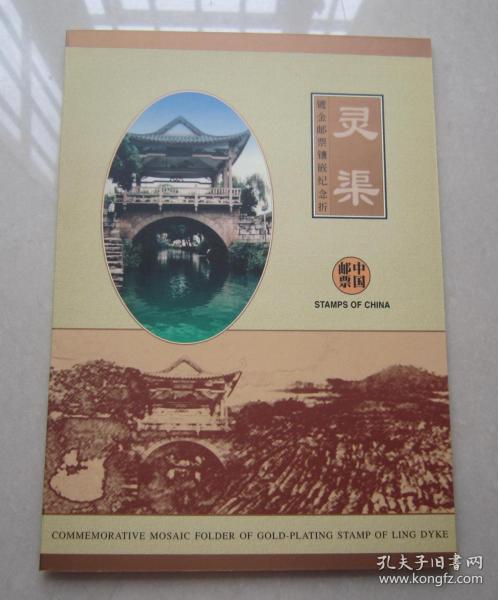 灵渠
镀金邮票镶嵌纪念折
中国
邮票
STAMPS OF CHINA
COMMEMORATIVE MOSAIC FOLDER OF GOLD-PLATING STAMP OF LING DYKE
孔夫子旧书网
www.kongfz.com